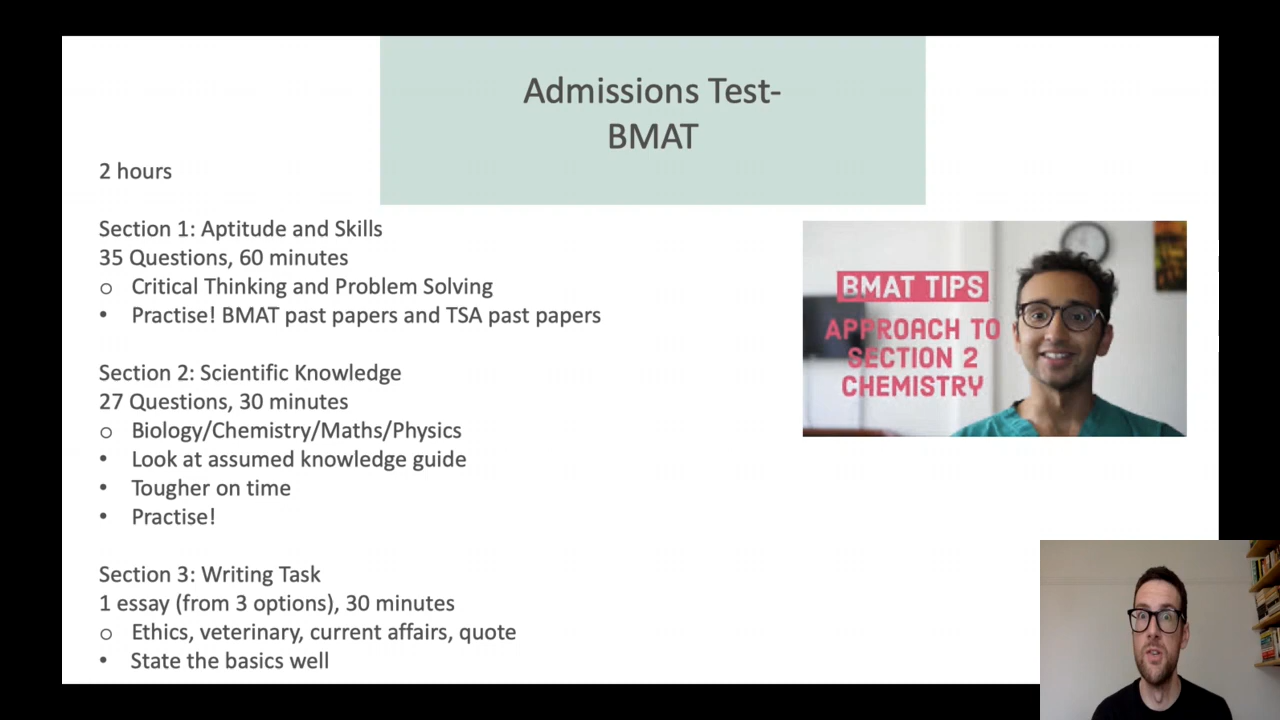 Admissions Test-
BMAT
2 hours
Section 1: Aptitude and Skills
35 Questions, 60 minutes
o Critical Thinking and Problem Solving
• Practise! BMAT past papers and TSA past papers
Section 2: Scientific Knowledge
27 Questions, 30 minutes
o Biology/Chemistry/Maths/Physics
• Look at assumed knowledge guide
• Tougher on time
• Practise!
Section 3: Writing Task
1 essay (from 3 options), 30 minutes
o Ethics, veterinary, current affairs, quote
• State the basics well
BMAT TIPS
APPROACH TO
SECTION 2
CHEMISTRY